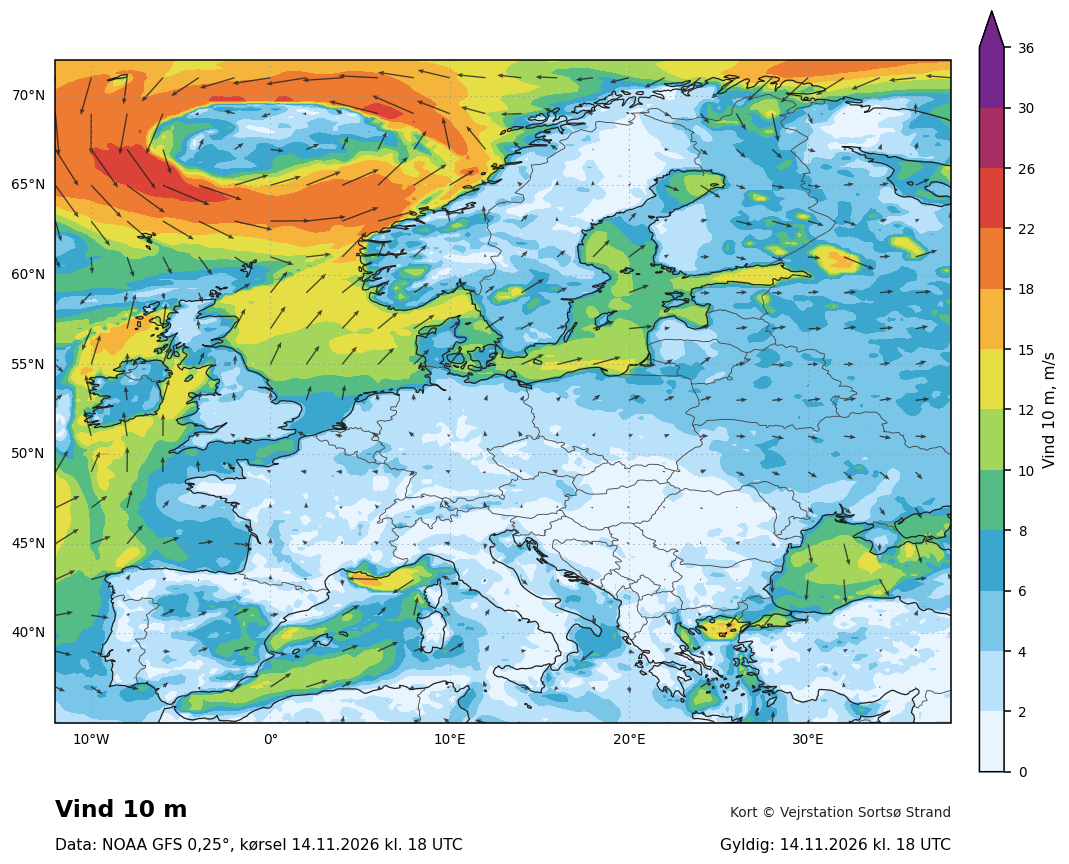 36
30
26
22
18
15
12
10
8
6
4
2
0
Vind 10 m, m/s
70°N
65°N
60°N
55°N
50°N
45°N
40°N
10°W
0°
10°E
20°E
30°E
Vind 10 m
Kort © Vejrstation Sortsø Strand
Data: NOAA GFS 0,25°, kørsel 14.11.2026 kl. 18 UTC
Gyldig: 14.11.2026 kl. 18 UTC